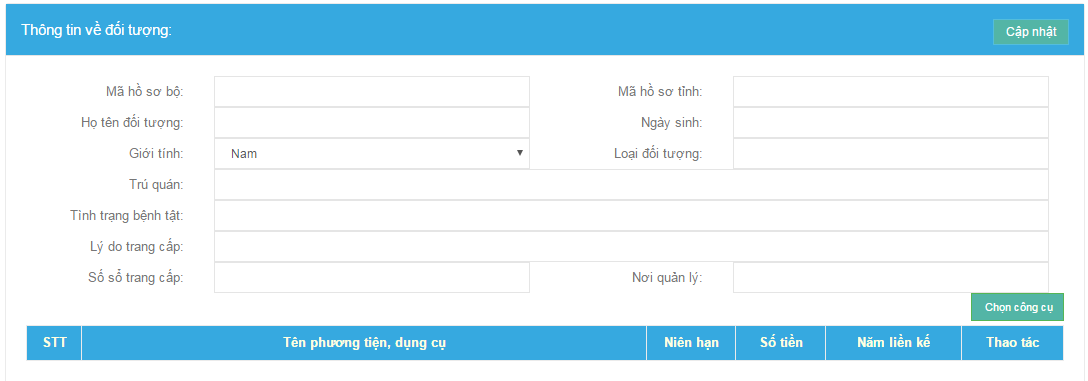 Thông tin về đối tượng:
Cập nhật
Mã hồ sơ bộ:
Mã hồ sơ tỉnh:
Họ tên đối tượng:
Ngày sinh:
Giới tính:
Nam
Loại đối tượng:
Trú quán:
Tình trạng bệnh tật:
Lý do trang cấp:
Số sổ trang cấp:
Nơi quản lý:
Chọn công cụ
STT
Tên phương tiện, dụng cụ
Niên hạn
Số tiền
Năm liền kế
Thao tác